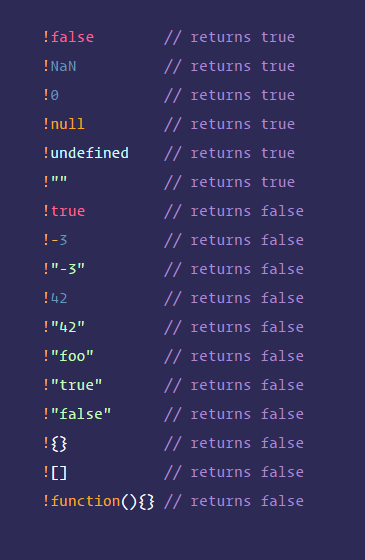 !false        // returns true
!NaN          // returns true
!0            // returns true
!null         // returns true
!undefined    // returns true
!""           // returns true
!true         // returns false
!-3           // returns false
!"-3"         // returns false
!42           // returns false
!"42"         // returns false
!"foo"        // returns false
!"true"       // returns false
!"false"      // returns false
!{}           // returns false
![]           // returns false
!function(){} // returns false